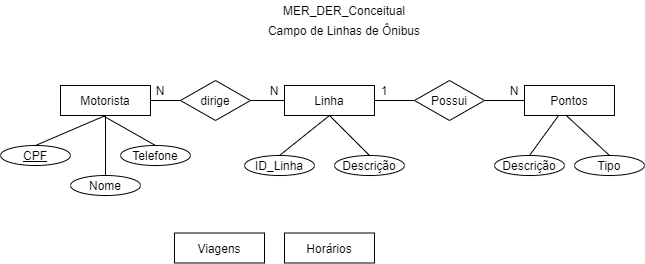 MER_DER_Conceitual
Campo de Linhas de Ônibus
Motorista N dirige N Linha 1 Possui N Pontos
CPF Telefone ID_Linha Descrição Descrição Tipo
Nome
Viagens Horários